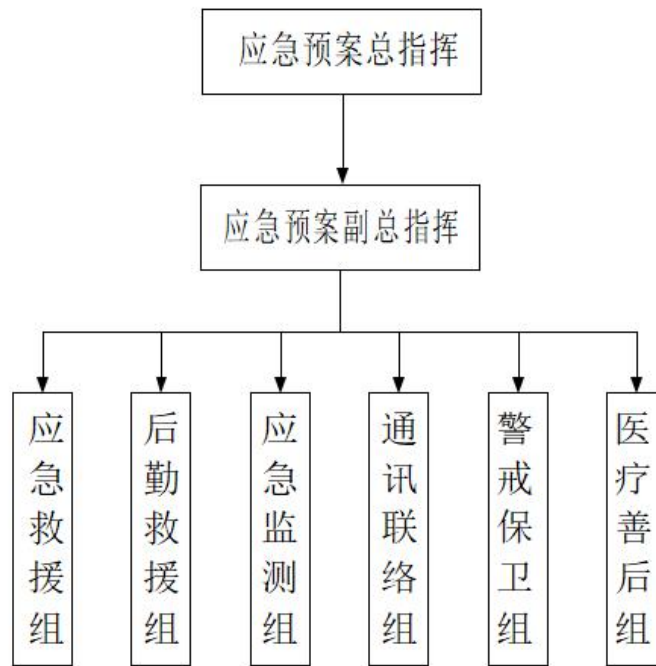 应急预案总指挥
应急预案副总指挥
应急救援组
后勤救援组
应急监测组
通讯联络组
警戒保卫组
医疗善后组